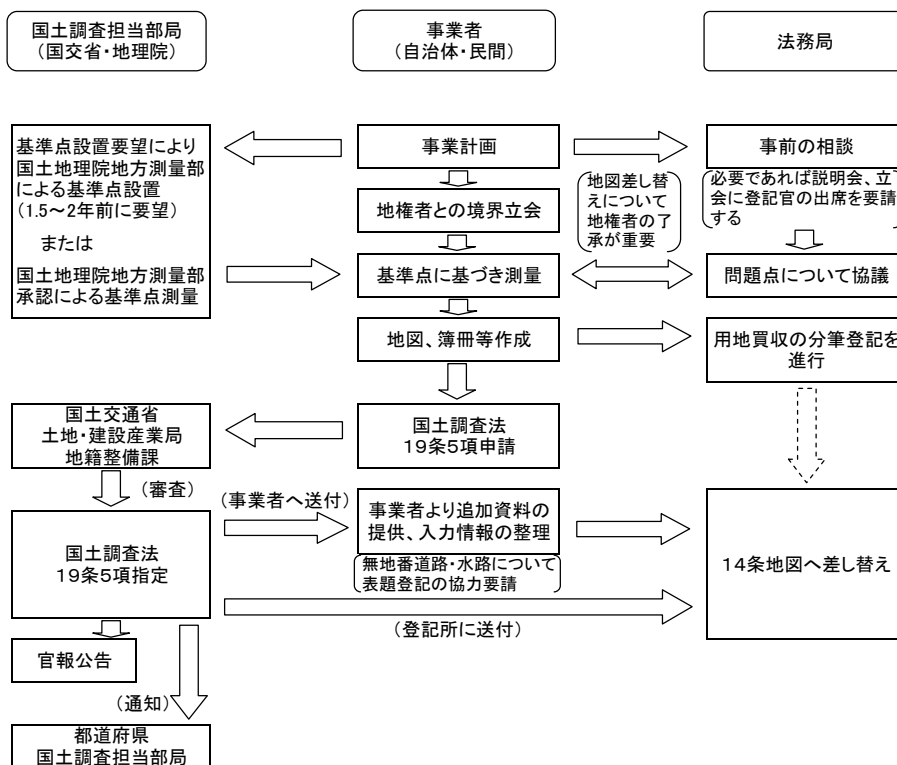 国土調査担当部局
(国交省・地理院)
事業者
(自治体・民間)
法務局
基準点設置要望により
国土地理院地方測量部
による基準点設置
(1.5～2年前に要望)
または
国土地理院地方測量部
承認による基準点測量
事業計画
事前の相談
地権者との境界立会
地図差し替
えについて
地権者の了
承が重要
必要であれば説明会、立
会に登記官の出席を要請
する
基準点に基づき測量
問題点について協議
地図、簿冊等作成
用地買収の分筆登記を
進行
国土交通省
土地・建設産業局
地籍整備課
国土調査法
19条5項申請
(審査)
(事業者へ送付)
国土調査法
19条5項指定
事業者より追加資料の
提供、入力情報の整理
無地番道路・水路について
表題登記の協力要請
14条地図へ差し替え
(登記所に送付)
官報公告
(通知)
都道府県
国土調査担当部局